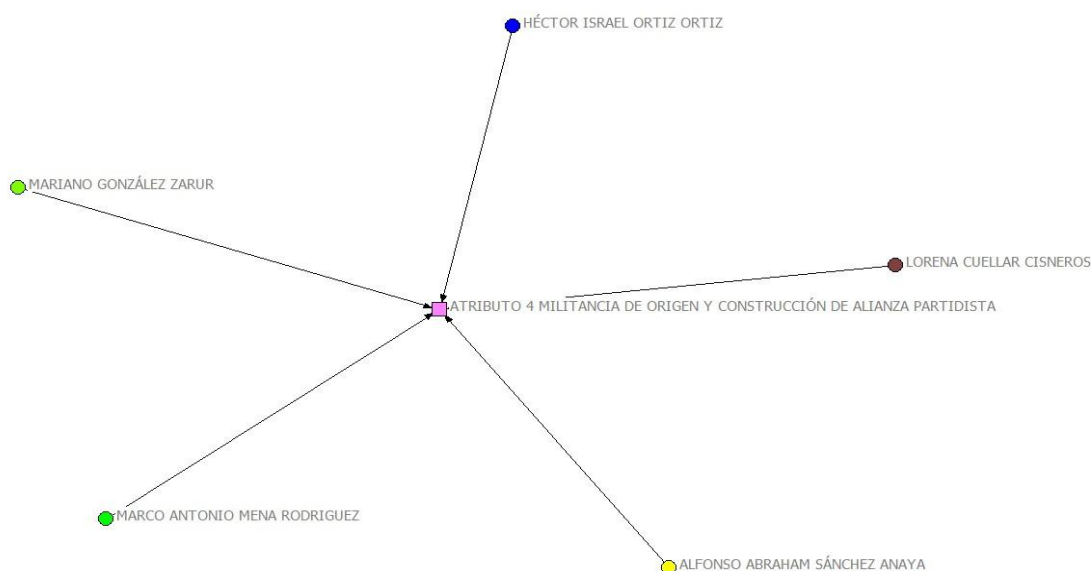 HÉCTOR ISRAEL ORTIZ ORTIZ
MARIANO GONZÁLEZ ZARUR
LORENA CUELLAR CISNEROS
ATRIBUTO 4 MILITANCIA DE ORIGEN Y CONSTRUCCIÓN DE ALIANZA PARTIDISTA
MARCO ANTONIO MENA RODRIGUEZ
ALFONSO ABRAHAM SÁNCHEZ ANAYA